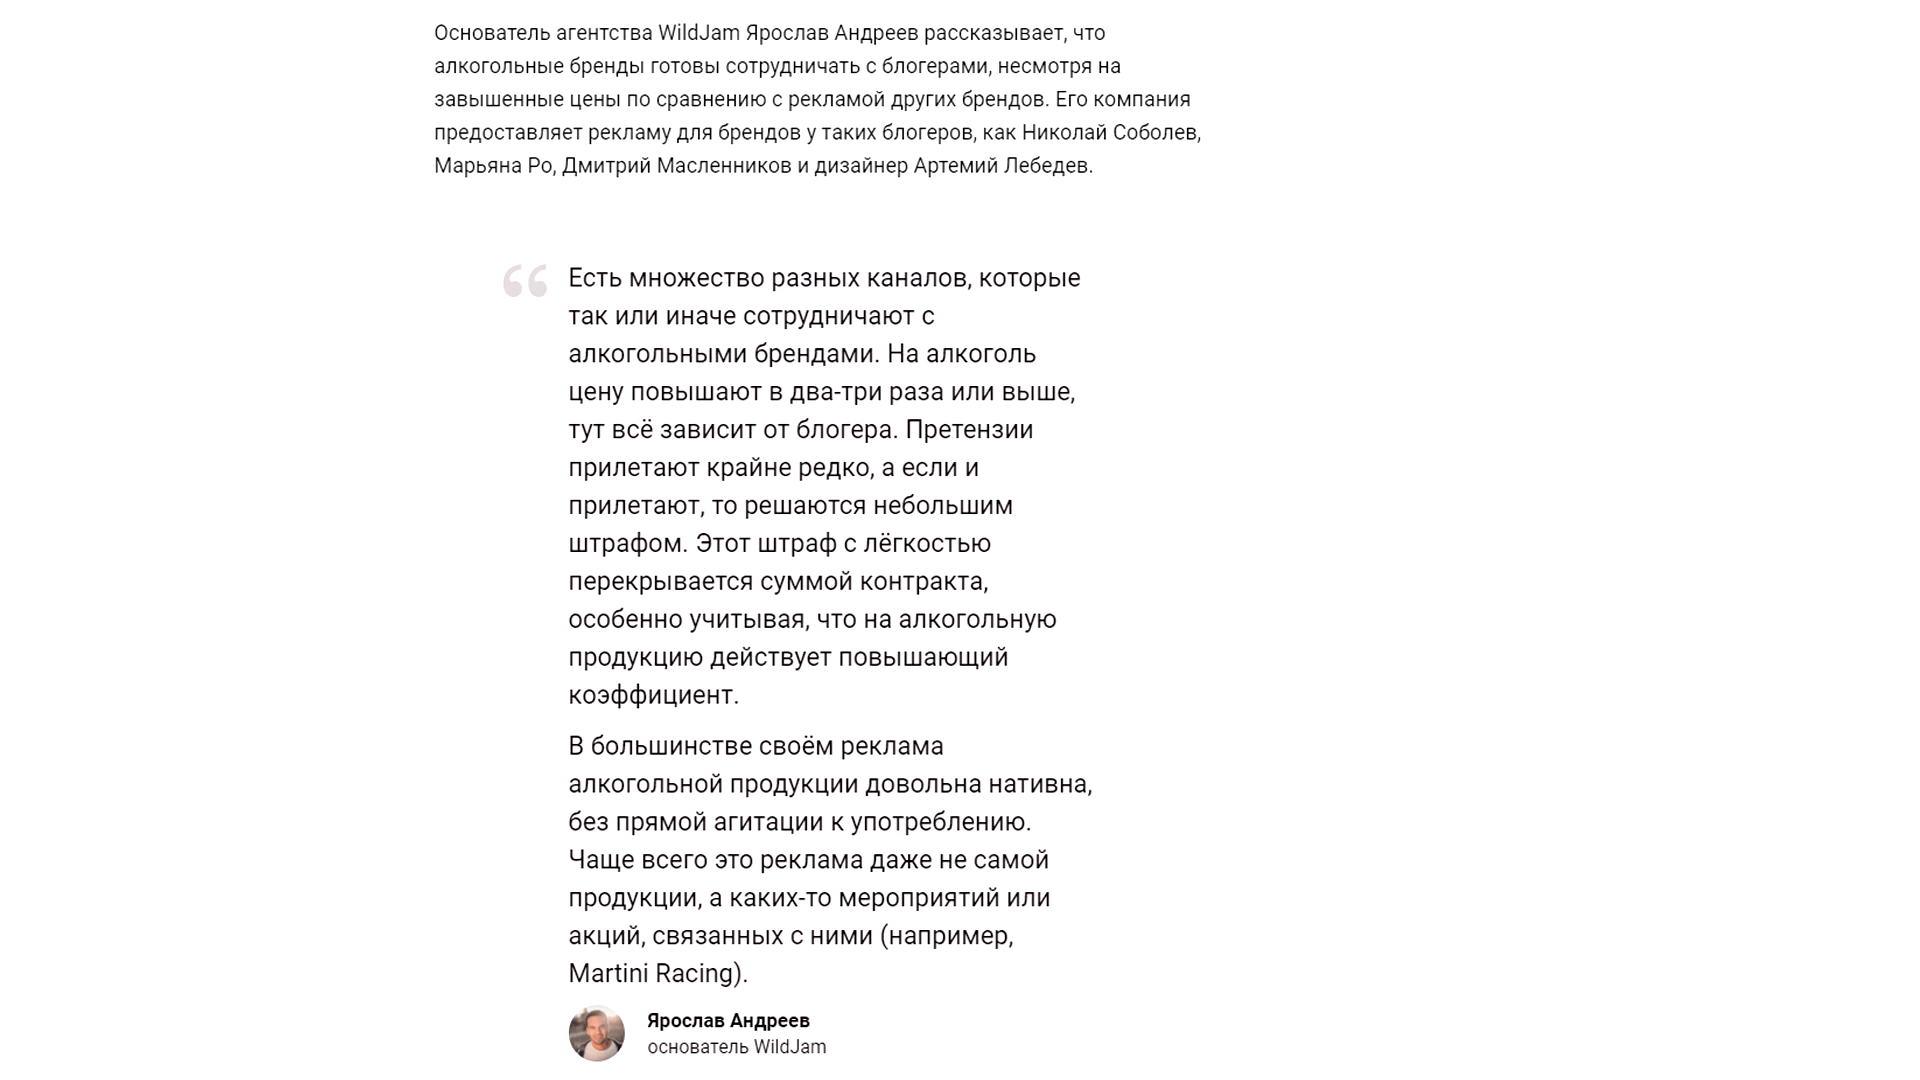 Основатель агентства WildJam Ярослав Андреев рассказывает, что
алкогольные бренды готовы сотрудничать с блогерами, несмотря на
завышенные цены по сравнению с рекламой других брендов. Его компания
предоставляет рекламу для брендов у таких блогеров, как Николай Соболев,
Марьяна Ро, Дмитрий Масленников и дизайнер Артемий Лебедев.
“ Есть множество разных каналов, которые
так или иначе сотрудничают с
алкогольными брендами. На алкоголь
цену повышают в два-три раза или выше,
тут всё зависит от блогера. Претензии
прилетают крайне редко, а если и
прилетают, то решаются небольшим
штрафом. Этот штраф с лёгкостью
перекрывается суммой контракта,
особенно учитывая, что на алкогольную
продукцию действует повышающий
коэффициент.
В большинстве своём реклама
алкогольной продукции довольна нативна,
без прямой агитации к употреблению.
Чаще всего это реклама даже не самой
продукции, а каких-то мероприятий или
акций, связанных с ними (например,
Martini Racing).
Ярослав Андреев
основатель WildJam